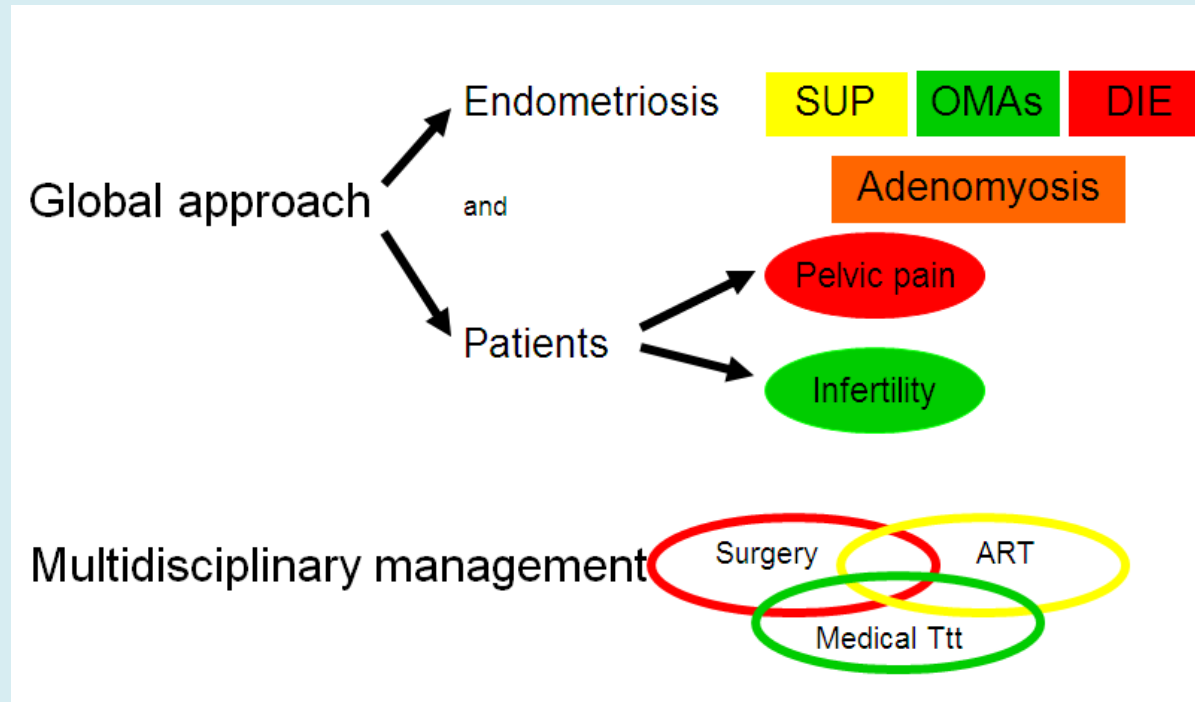 Endometriosis SUP OMAs DIE
Adenomyosis
Global approach and
Pelvic pain
Patients
Infertility
Multidisciplinary management Surgery ART
Medical Ttt